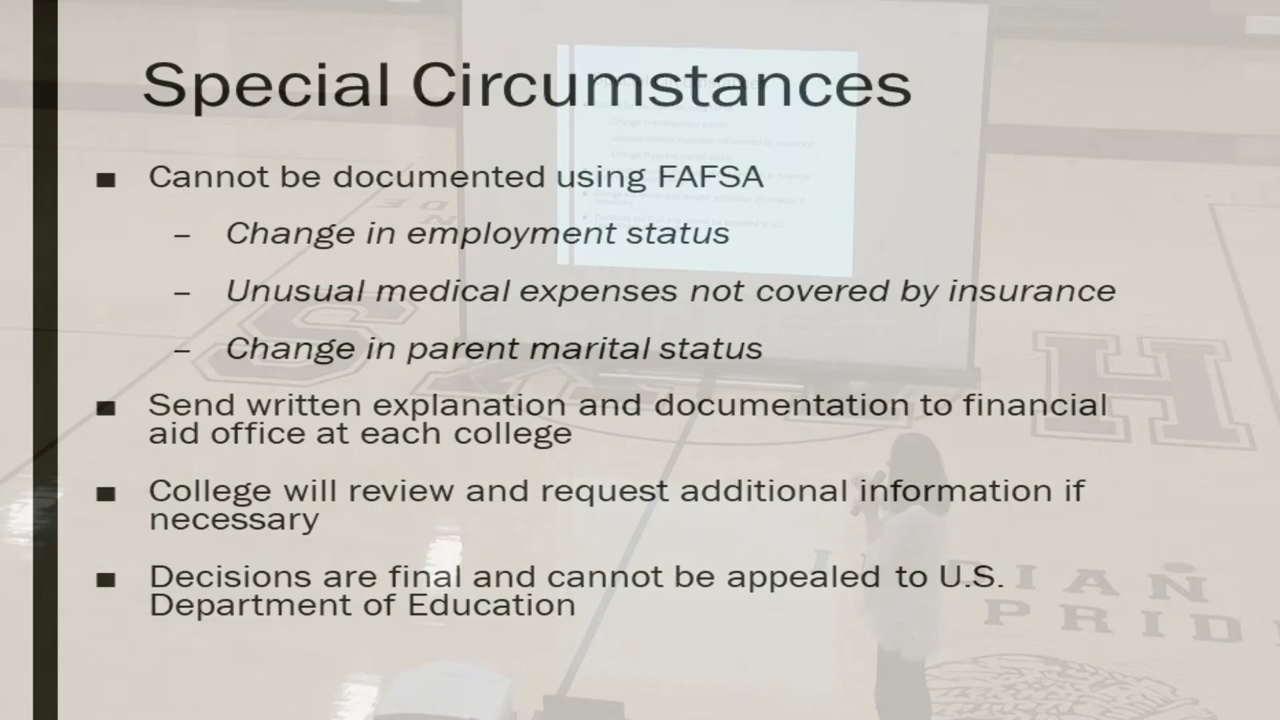 Special Circumstances
■ Cannot be documented using FAFSA
– Change in employment status
– Unusual medical expenses not covered by insurance
– Change in parent marital status
■ Send written explanation and documentation to financial
aid office at each college
■ College will review and request additional information if
necessary
■ Decisions are final and cannot be appealed to U.S.
Department of Education
INDIAN
PRID